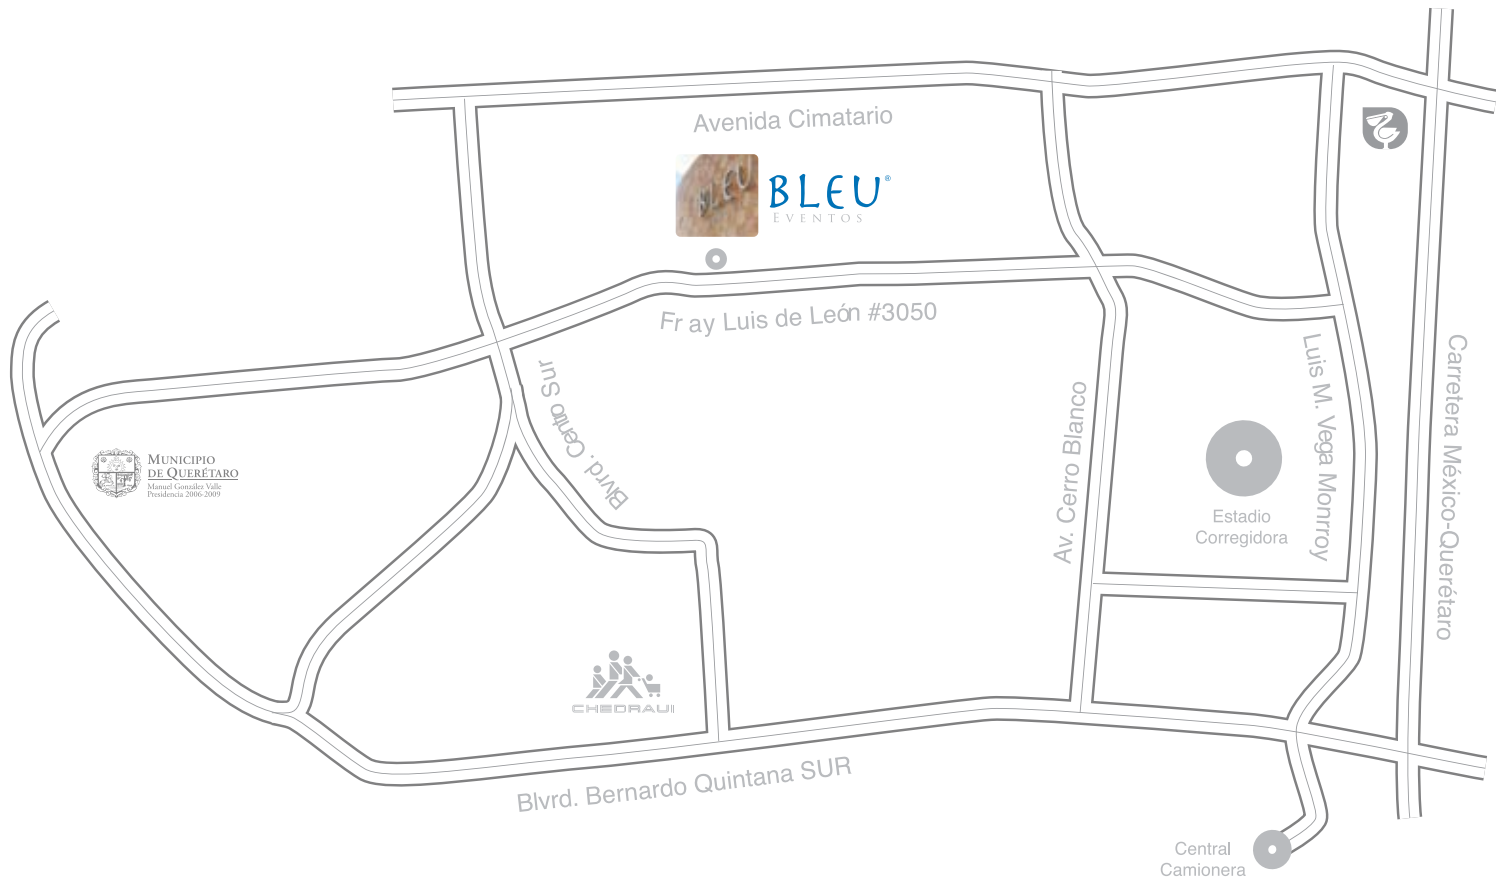 Avenida Cimatario
BLEU
BLEU®
EVENTOS
Fray Luis de León #3050
Blvrd. Centro Sur
Av. Cerro Blanco
Luis M. Vega Monrroy
Carretera México-Querétaro
MUNICIPIO
DE QUERÉTARO
Manuel González Valle
Presidencia 2006-2009
Estadio
Corregidora
CHEDRAUI
Blvrd. Bernardo Quintana SUR
Central
Camionera